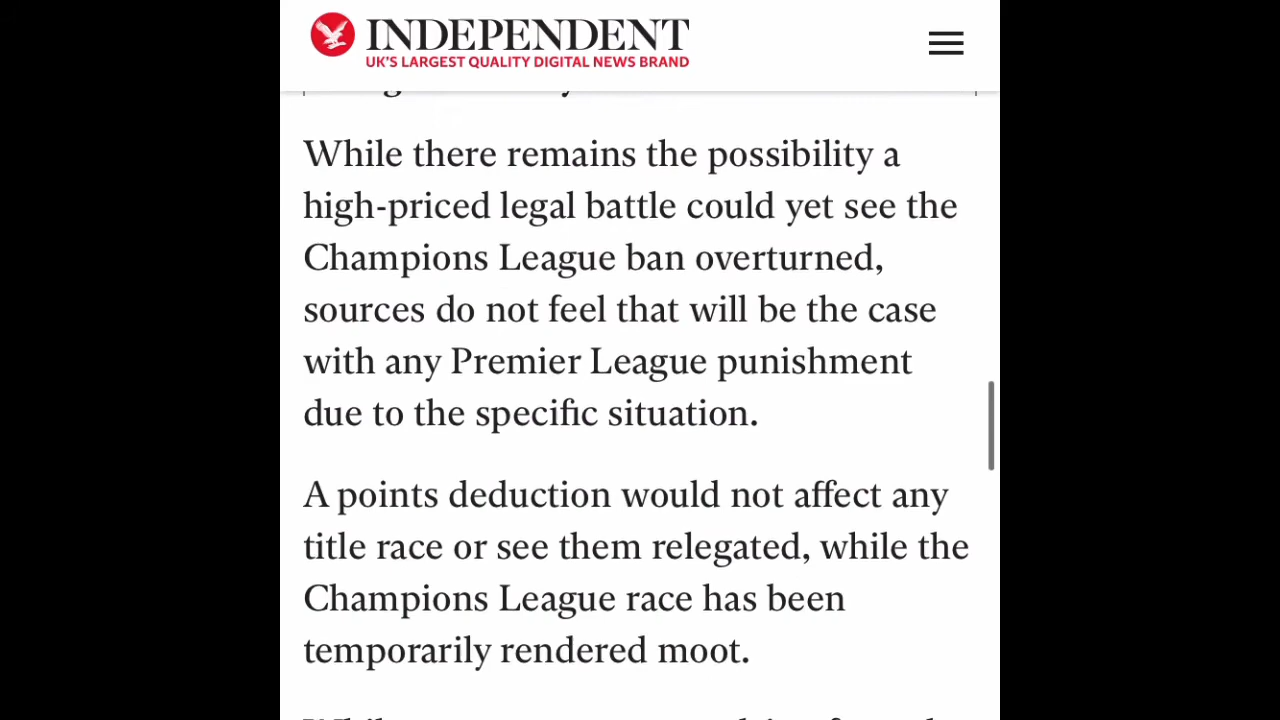 INDEPENDENT
UK'S LARGEST QUALITY DIGITAL NEWS BRAND
While there remains the possibility a
high-priced legal battle could yet see the
Champions League ban overturned,
sources do not feel that will be the case
with any Premier League punishment
due to the specific situation.
A points deduction would not affect any
title race or see them relegated, while the
Champions League race has been
temporarily rendered moot.